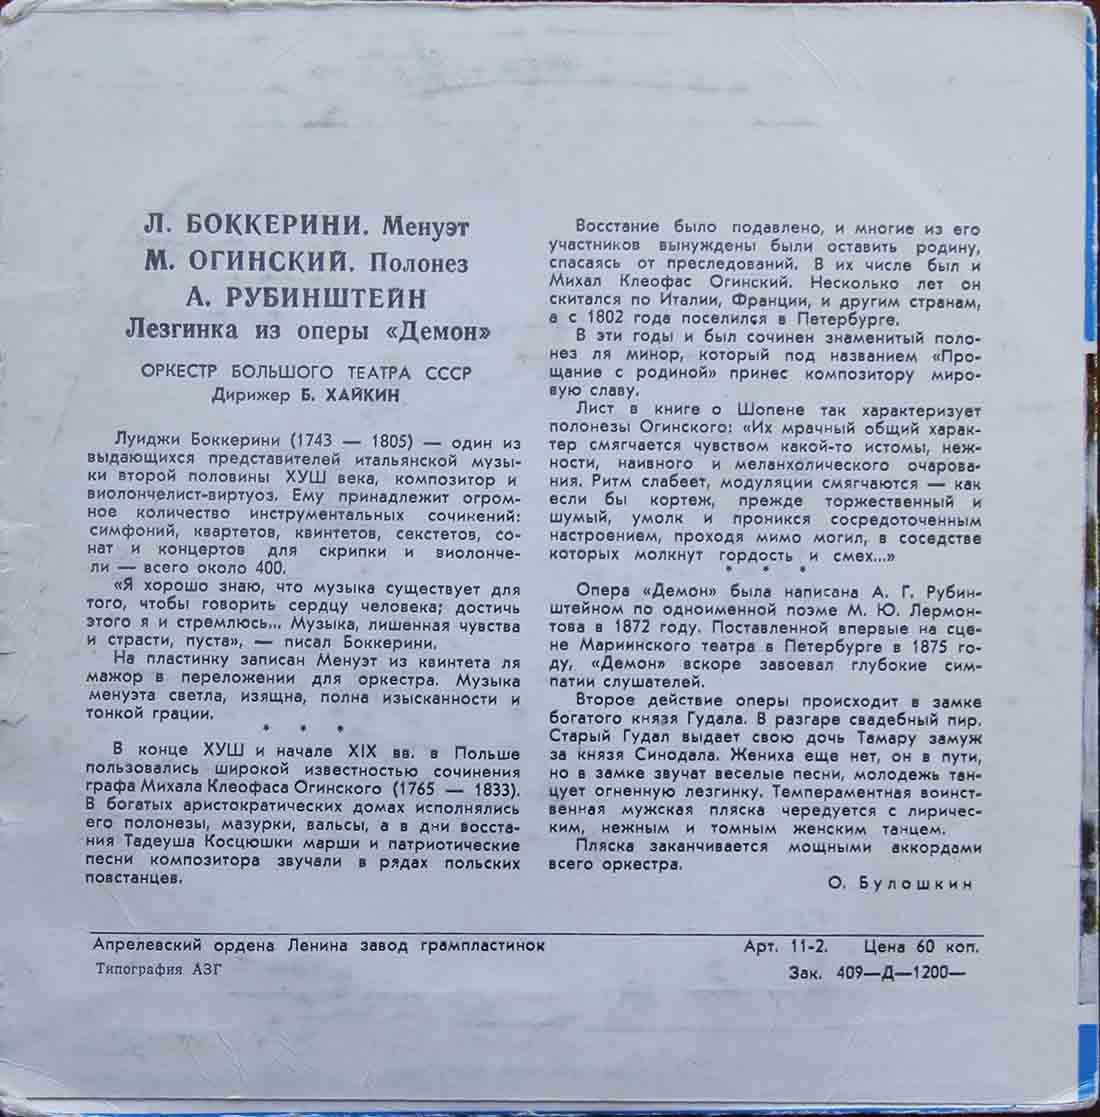 Л. БОККЕРИНИ. Менуэт
М. ОГИНСКИЙ. Полонез
А. РУБИНШТЕЙН
Лезгинка из оперы «Демон»
ОРКЕСТР БОЛЬШОГО ТЕАТРА СССР
Дирижер Б. ХАЙКИН
Луиджи Боккерини (1743 — 1805) — один из
выдающихся представителей итальянской музы-
ки второй половины ХУШ века, композитор и
виолончелист-виртуоз. Ему принадлежит огром-
ное количество инструментальных сочинений:
симфоний, квартетов, квинтетов, секстетов, со-
нат и концертов для скрипки и виолонче-
ли — всего около 400.
«Я хорошо знаю, что музыка существует для
того, чтобы говорить сердцу человека; достичь
этого я и стремлюсь... Музыка, лишенная чувства
и страсти, пуста», — писал Боккерини.
На пластинку записан Менуэт из квинтета ля
мажор в переложении для оркестра. Музыка
менуэта светла, изящна, полна изысканности и
тонкой грации.
* * *
В конце ХУШ и начале XIX вв. в Польше
пользовались широкой известностью сочинения
графа Михала Клеофаса Огинского (1765 — 1833).
В богатых аристократических домах исполнялись
его полонезы, мазурки, вальсы, а в дни восста-
ния Тадеуша Косцюшки марши и патриотические
песни композитора звучали в рядах польских
повстанцев.
Восстание было подавлено, и многие из его
участников вынуждены были оставить родину,
спасаясь от преследований. В их числе был и
Михал Клеофас Огинский. Несколько лет он
скитался по Италии, Франции, и другим странам,
а с 1802 года поселился в Петербурге.
В эти годы и был сочинен знаменитый поло-
нез ля минор, который под названием «Про-
щание с родиной» принес композитору миро-
вую славу.
Лист в книге о Шопене так характеризует
полонезы Огинского: «Их мрачный общий харак-
тер смягчается чувством какой-то истомы, неж-
ности, наивного и меланхолического очарова-
ния. Ритм слабеет, модуляции смягчаются — как
если бы кортеж, прежде торжественный и
шумый, умолк и проникся сосредоточенным
настроением, проходя мимо могил, в соседстве
которых молкнут гордость и смех...»
* * *
Опера «Демон» была написана А. Г. Рубин-
штейном по одноименной поэме М. Ю. Лермон-
това в 1872 году. Поставленной впервые на сце-
не Мариинского театра в Петербурге в 1875 го-
ду, «Демон» вскоре завоевал глубокие сим-
патии слушателей.
Второе действие оперы происходит в замке
богатого князя Гудала. В разгаре свадебный пир.
Старый Гудал выдает свою дочь Тамару замуж
за князя Синодала. Жениха еще нет, он в пути,
но в замке звучат веселые песни, молодежь тан-
цует огненную лезгинку. Темпераментная воинст-
венная мужская пляска чередуется с лиричес-
ким, нежным и томным женским танцем.
Пляска заканчивается мощными аккордами
всего оркестра.
О. Булошкин
Апрелевский ордена Ленина завод грампластинок
Арт. 11-2. Цена 60 коп.
Типография АЗГ
Зак. 409—Д—1200—